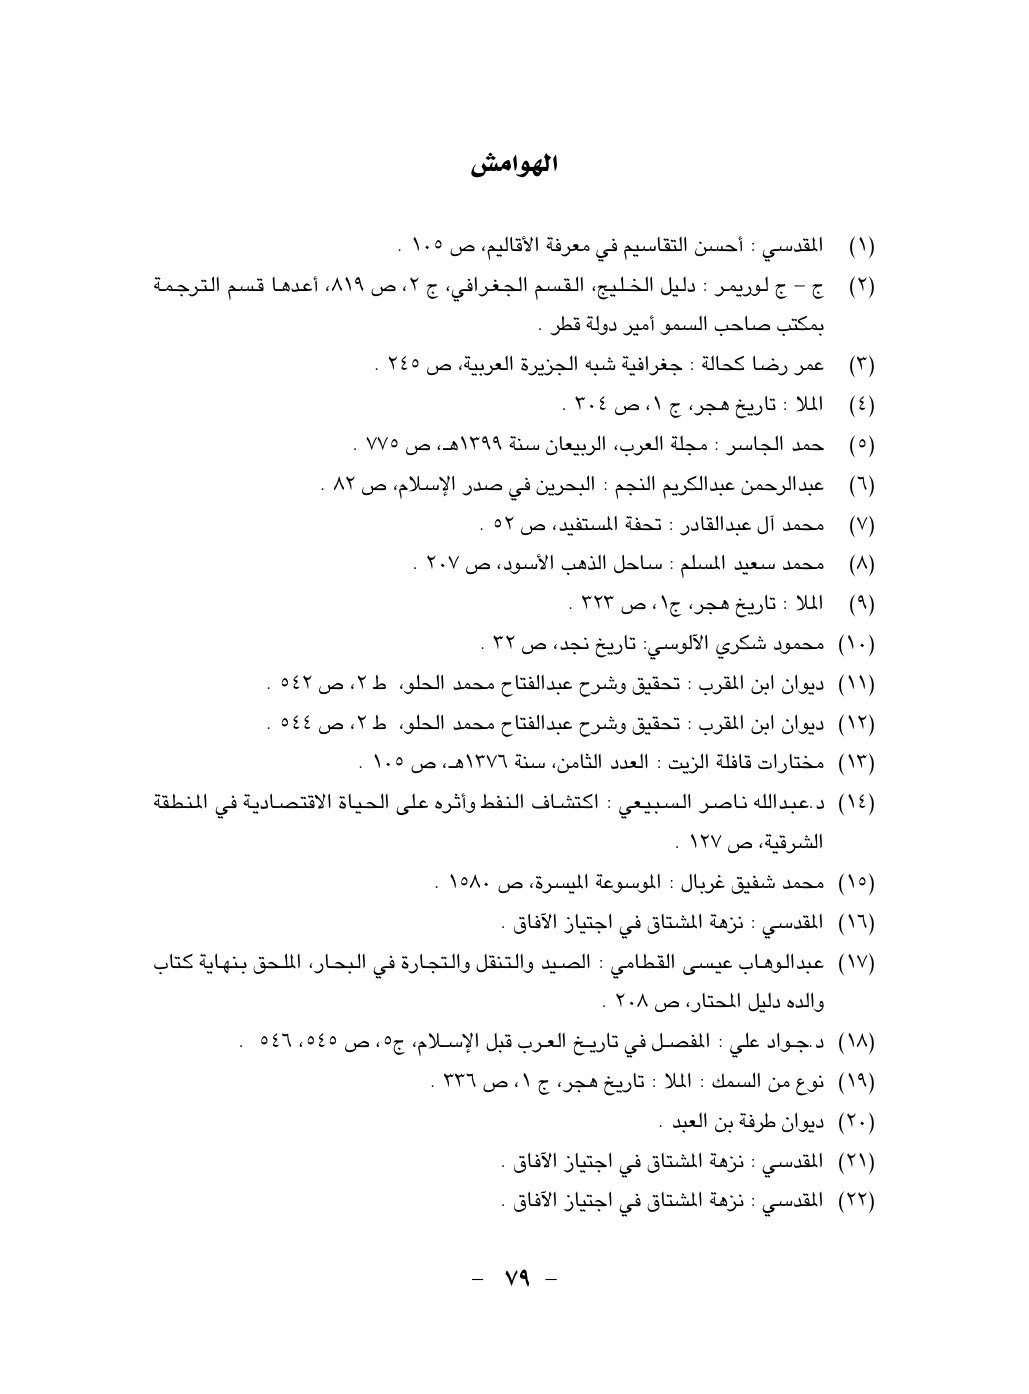 الهوامش
(١) المقدسي : أحسن التقاسيم في معرفة الأقاليم، ص ١٠٥ .
(٢) ج – ج لوريمر : دليل الخليج، القسم الجغرافي، ج ٢، ص ٨١٩، أعدها قسم الترجمة
بمكتب صاحب السمو أمير دولة قطر .
(٣) عمر رضا كحالة : جغرافية شبه الجزيرة العربية، ص ٢٤٥ .
(٤) الملا : تاريخ هجر، ج ١، ص ٣٠٤ .
(٥) حمد الجاسر : مجلة العرب، الربيعان سنة ١٣٩٩هـ، ص ٧٧٥ .
(٦) عبدالرحمن عبدالكريم النجم : البحرين في صدر الإسلام، ص ٨٢ .
(٧) محمد آل عبدالقادر : تحفة المستفيد، ص ٥٢ .
(٨) محمد سعيد المسلم : ساحل الذهب الأسود، ص ٢٠٧ .
(٩) الملا : تاريخ هجر، ج١، ص ٣٢٣ .
(١٠) محمود شكري الآلوسي: تاريخ نجد، ص ٣٢ .
(١١) ديوان ابن المقرب : تحقيق وشرح عبدالفتاح محمد الحلو، ط ٢، ص ٥٤٢ .
(١٢) ديوان ابن المقرب : تحقيق وشرح عبدالفتاح محمد الحلو، ط ٢، ص ٥٤٤ .
(١٣) مختارات قافلة الزيت : العدد الثامن، سنة ١٣٧٦هـ، ص ١٠٥ .
(١٤) د.عبدالله ناصر السبيعي : اكتشاف النفط وأثره على الحياة الاقتصادية في المنطقة
الشرقية، ص ١٢٧ .
(١٥) محمد شفيق غربال : الموسوعة الميسرة، ص ١٥٨٠ .
(١٦) المقدسي : نزهة المشتاق في اجتياز الآفاق .
(١٧) عبدالوهاب عيسى القطامي : الصيد والتنقل والتجارة في البحار، الملحق بنهاية كتاب
والده دليل المحتار، ص ٢٠٨ .
(١٨) د.جواد علي : المفصل في تاريخ العرب قبل الإسلام، ج٥، ص ٥٤٥، ٥٤٦ .
(١٩) نوع من السمك : الملا : تاريخ هجر، ج ١، ص ٣٣٦ .
(٢٠) ديوان طرفة بن العبد .
(٢١) المقدسي : نزهة المشتاق في اجتياز الآفاق .
(٢٢) المقدسي : نزهة المشتاق في اجتياز الآفاق .
– ٧٩ –